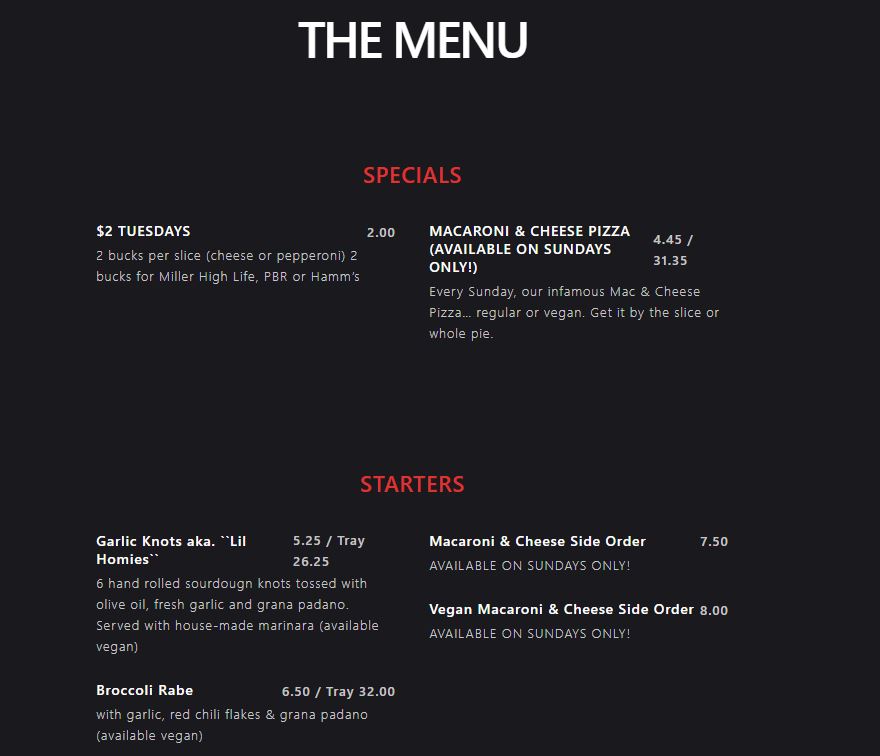 THE MENU
SPECIALS
$2 TUESDAYS 2.00
2 bucks per slice (cheese or pepperoni) 2
bucks for Miller High Life, PBR or Hamm's
MACARONI & CHEESE PIZZA
(AVAILABLE ON SUNDAYS
ONLY!)
4.45 /
31.35
Every Sunday, our infamous Mac & Cheese
Pizza... regular or vegan. Get it by the slice or
whole pie.
STARTERS
Garlic Knots aka. ``Lil
Homies``
5.25 / Tray
26.25
6 hand rolled sourdougn knots tossed with
olive oil, fresh garlic and grana padano.
Served with house-made marinara (available
vegan)
Broccoli Rabe 6.50 / Tray 32.00
with garlic, red chili flakes & grana padano
(available vegan)
Macaroni & Cheese Side Order 7.50
AVAILABLE ON SUNDAYS ONLY!
Vegan Macaroni & Cheese Side Order 8.00
AVAILABLE ON SUNDAYS ONLY!